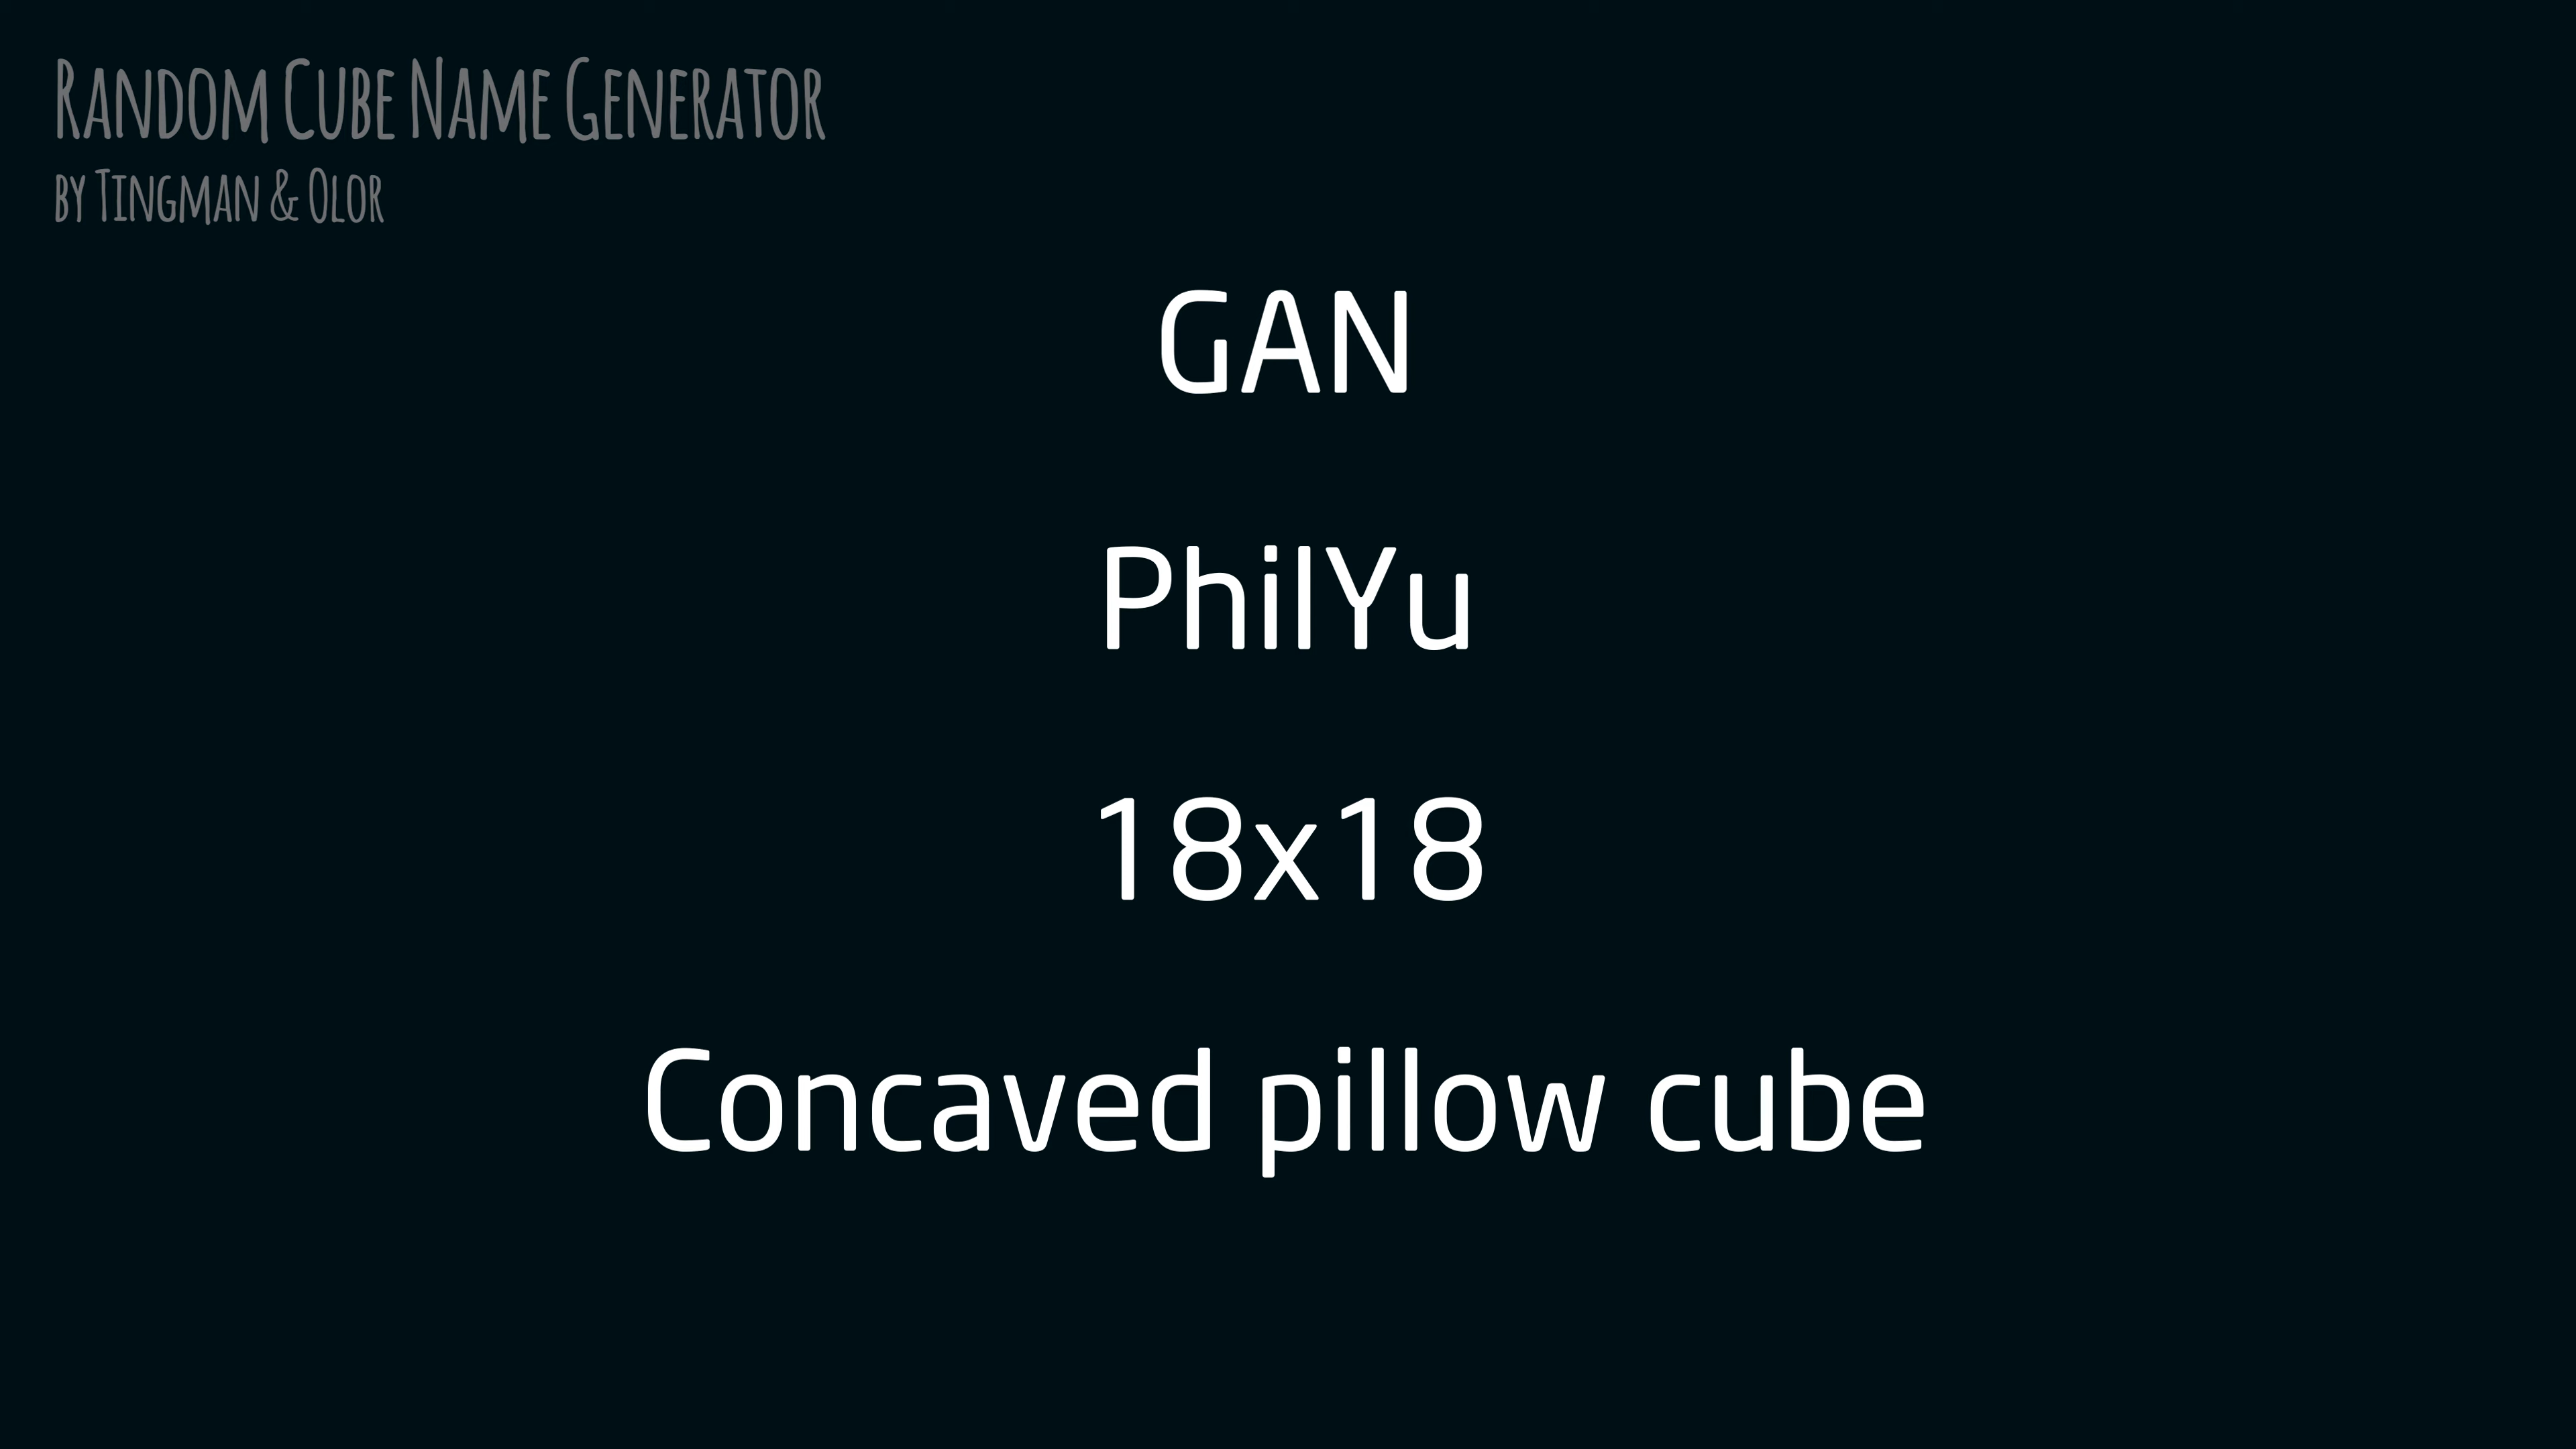 Random Cube Name Generator
by Tingman & Olor
GAN
PhilYu
18x18
Concaved pillow cube